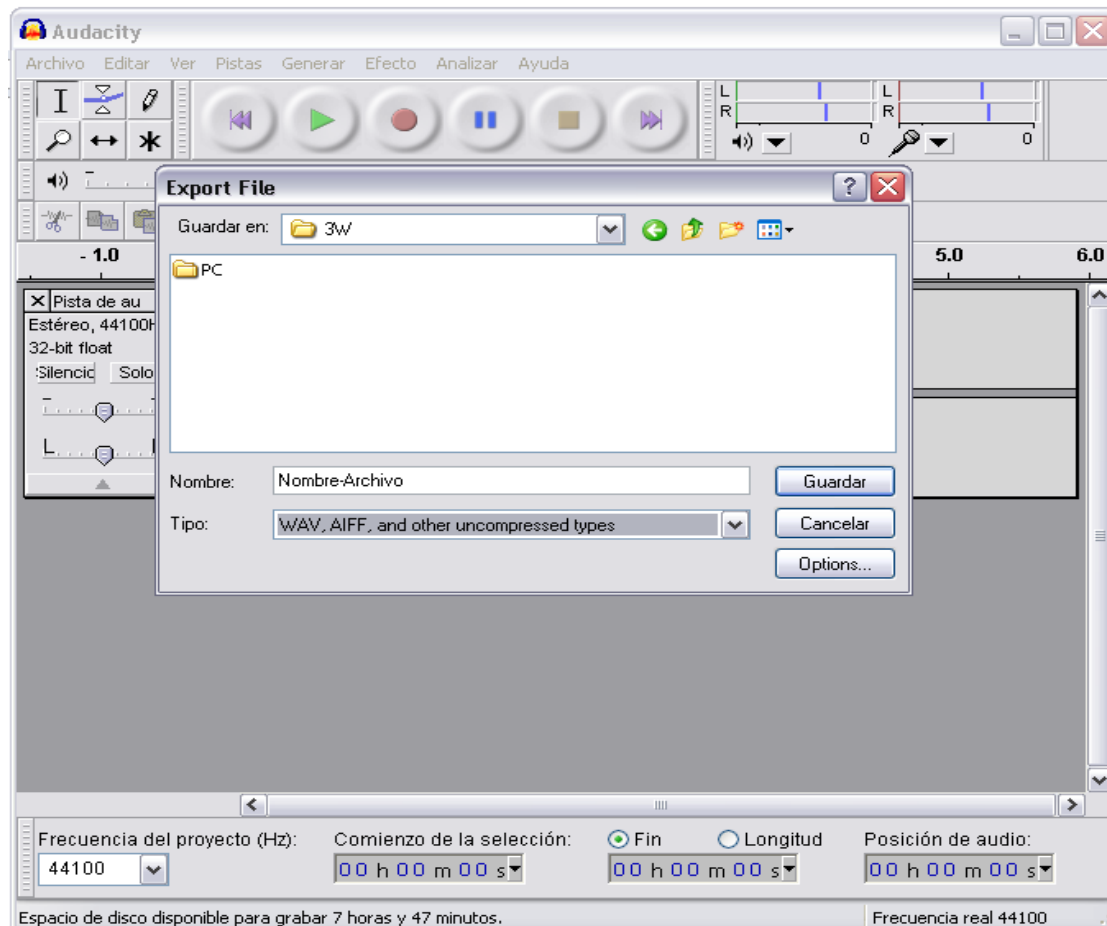 Audacity
Archivo Editar Ver Pistas Generar Efecto Analizar Ayuda
L
R
0
L
R
0
Export File
Guardar en: 3W
- 1.0
5.0 6.0
PC
Pista de au
Estéreo, 44100H
32-bit float
Silencio Solo
L
Nombre: Nombre-Archivo
Guardar
Tipo: WAV, AIFF, and other uncompressed types
Cancelar
Options...
Frecuencia del proyecto (Hz): Comienzo de la selección: Fin Longitud Posición de audio:
44100 00 h 00 m 00 s 00 h 00 m 00 s 00 h 00 m 00 s
Espacio de disco disponible para grabar 7 horas y 47 minutos. Frecuencia real 44100